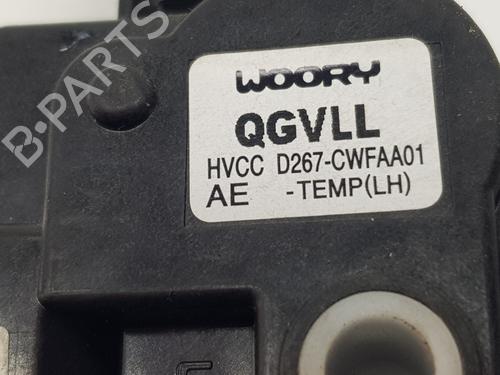 WOORY
QGVLL
HVCC D267-CWFAA01
AE -TEMP(LH)
B-PARTS